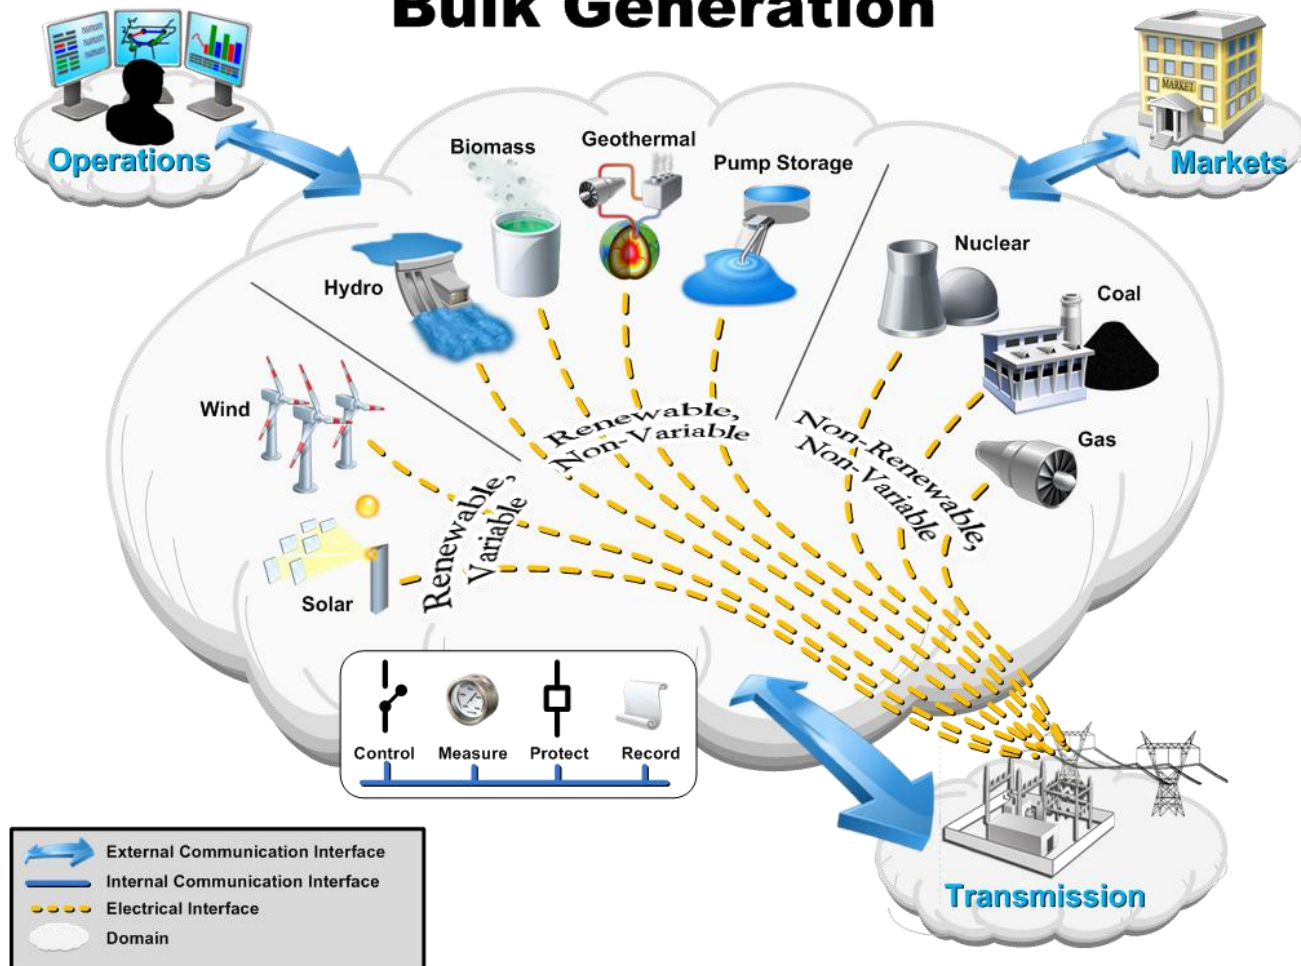 Bulk Generation
Operations
MARKET
Markets
Biomass
Geothermal
Pump Storage
Hydro
Nuclear
Coal
Wind
Gas
Solar
Renewable,
Variable
Renewable,
Non-Variable
Non-Renewable,
Non-Variable
Control
Measure
Protect
Record
Transmission
External Communication Interface
Internal Communication Interface
Electrical Interface
Domain